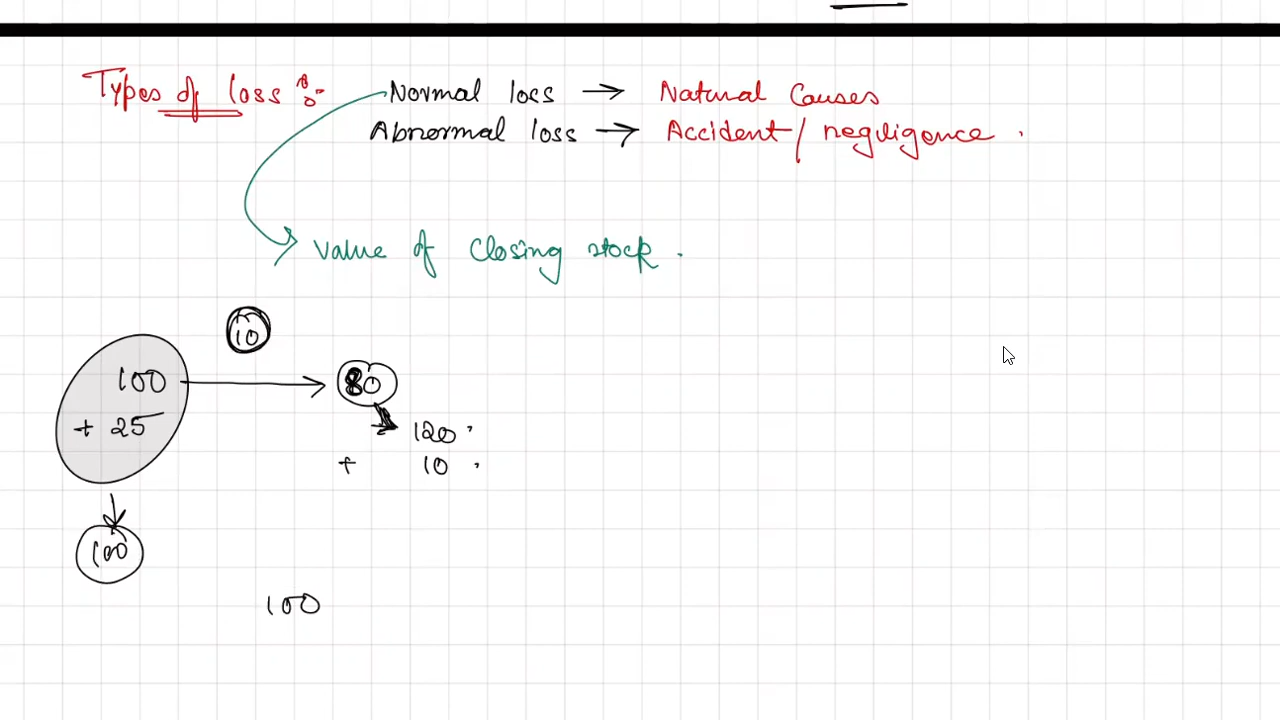 Types of loss :-
Normal loss → Natural Causes
Abnormal loss → Accident / negligence .
Value of Closing stock .
10
100
80
+ 25
120
+ 10
100
100